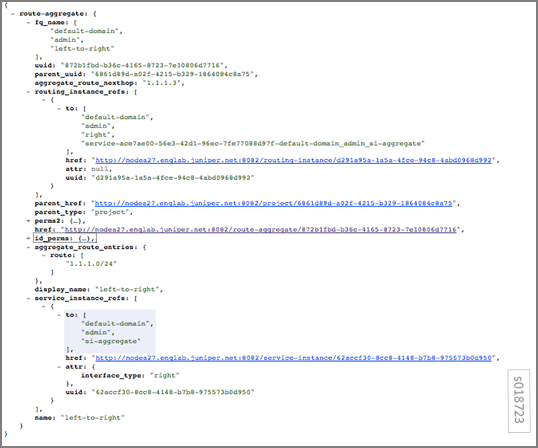 {
− route-aggregate: {
− fq_name: [
"default-domain",
"admin",
"left-to-right"
],
uuid: "872b1fbd-b36c-4165-8723-7e10806d7716",
parent_uuid: "6861d89d-a02f-4215-b329-1864084c8a75",
aggregate_route_nexthop: "1.1.1.3",
− routing_instance_refs: [
− {
− to: [
"default-domain",
"admin",
"right",
"service-ace7ae00-56e3-42d1-96ec-7fe77088d97f-default-domain_admin_si-aggregate"
],
href: "http://nodea27.englab.juniper.net:8082/routing-instance/d291a95a-1a5a-4fce-94c8-4abd0968d992",
attr: null,
uuid: "d291a95a-1a5a-4fce-94c8-4abd0968d992"
}
],
parent_href: "http://nodea27.englab.juniper.net:8082/project/6861d89d-a02f-4215-b329-1864084c8a75",
parent_type: "project",
+ perms2: {…},
href: "http://nodea27.englab.juniper.net:8082/route-aggregate/872b1fbd-b36c-4165-8723-7e10806d7716",
+ id_perms: {…},
− aggregate_route_entries: {
− route: [
"1.1.1.0/24"
]
},
display_name: "left-to-right",
− service_instance_refs: [
− {
− to: [
"default-domain",
"admin",
"si-aggregate"
],
href: "http://nodea27.englab.juniper.net:8082/service-instance/62accf30-8cc8-4148-b7b8-975573b0d950",
− attr: {
interface_type: "right"
},
uuid: "62accf30-8cc8-4148-b7b8-975573b0d950"
}
],
name: "left-to-right"
}
}
s018723